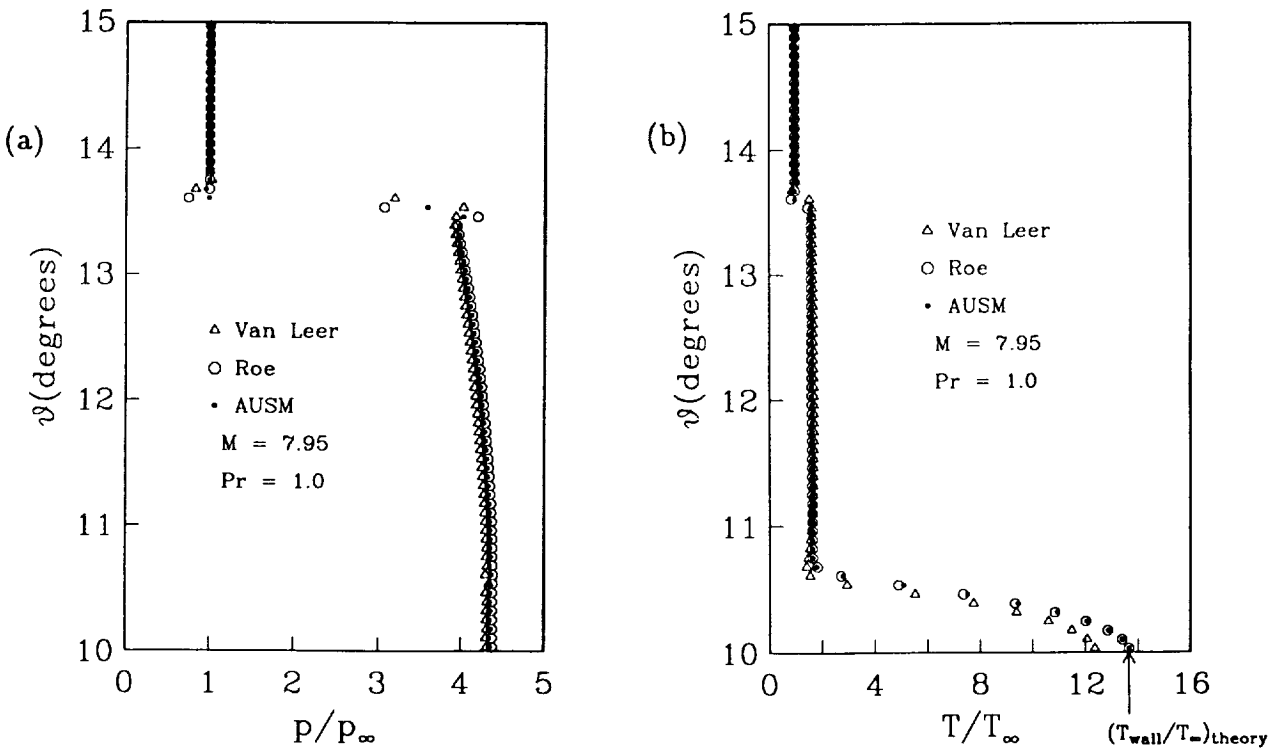 (a)
15
14
13
12
11
10
ϑ(degrees)
△ Van Leer
○ Roe
• AUSM
M = 7.95
Pr = 1.0
0 1 2 3 4 5
p/p∞
(b)
15
14
13
12
11
10
ϑ(degrees)
△ Van Leer
○ Roe
• AUSM
M = 7.95
Pr = 1.0
0 4 8 12 16
T/T∞
(Twall/T∞)theory